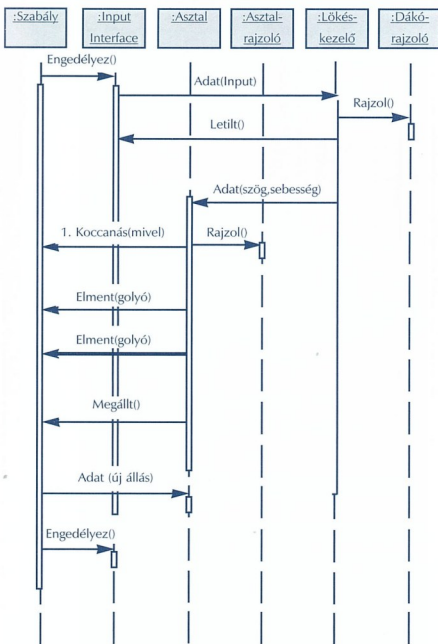 :Szabály
:Input
Interface
:Asztal
:Asztal-
rajzoló
:Lökés-
kezelő
:Dákó-
rajzoló
Engedélyez()
Adat(Input)
Rajzol()
Letilt()
Adat(szög,sebesség)
1. Koccanás(mivel)
Rajzol()
Elment(golyó)
Elment(golyó)
Megállt()
Adat (új állás)
Engedélyez()